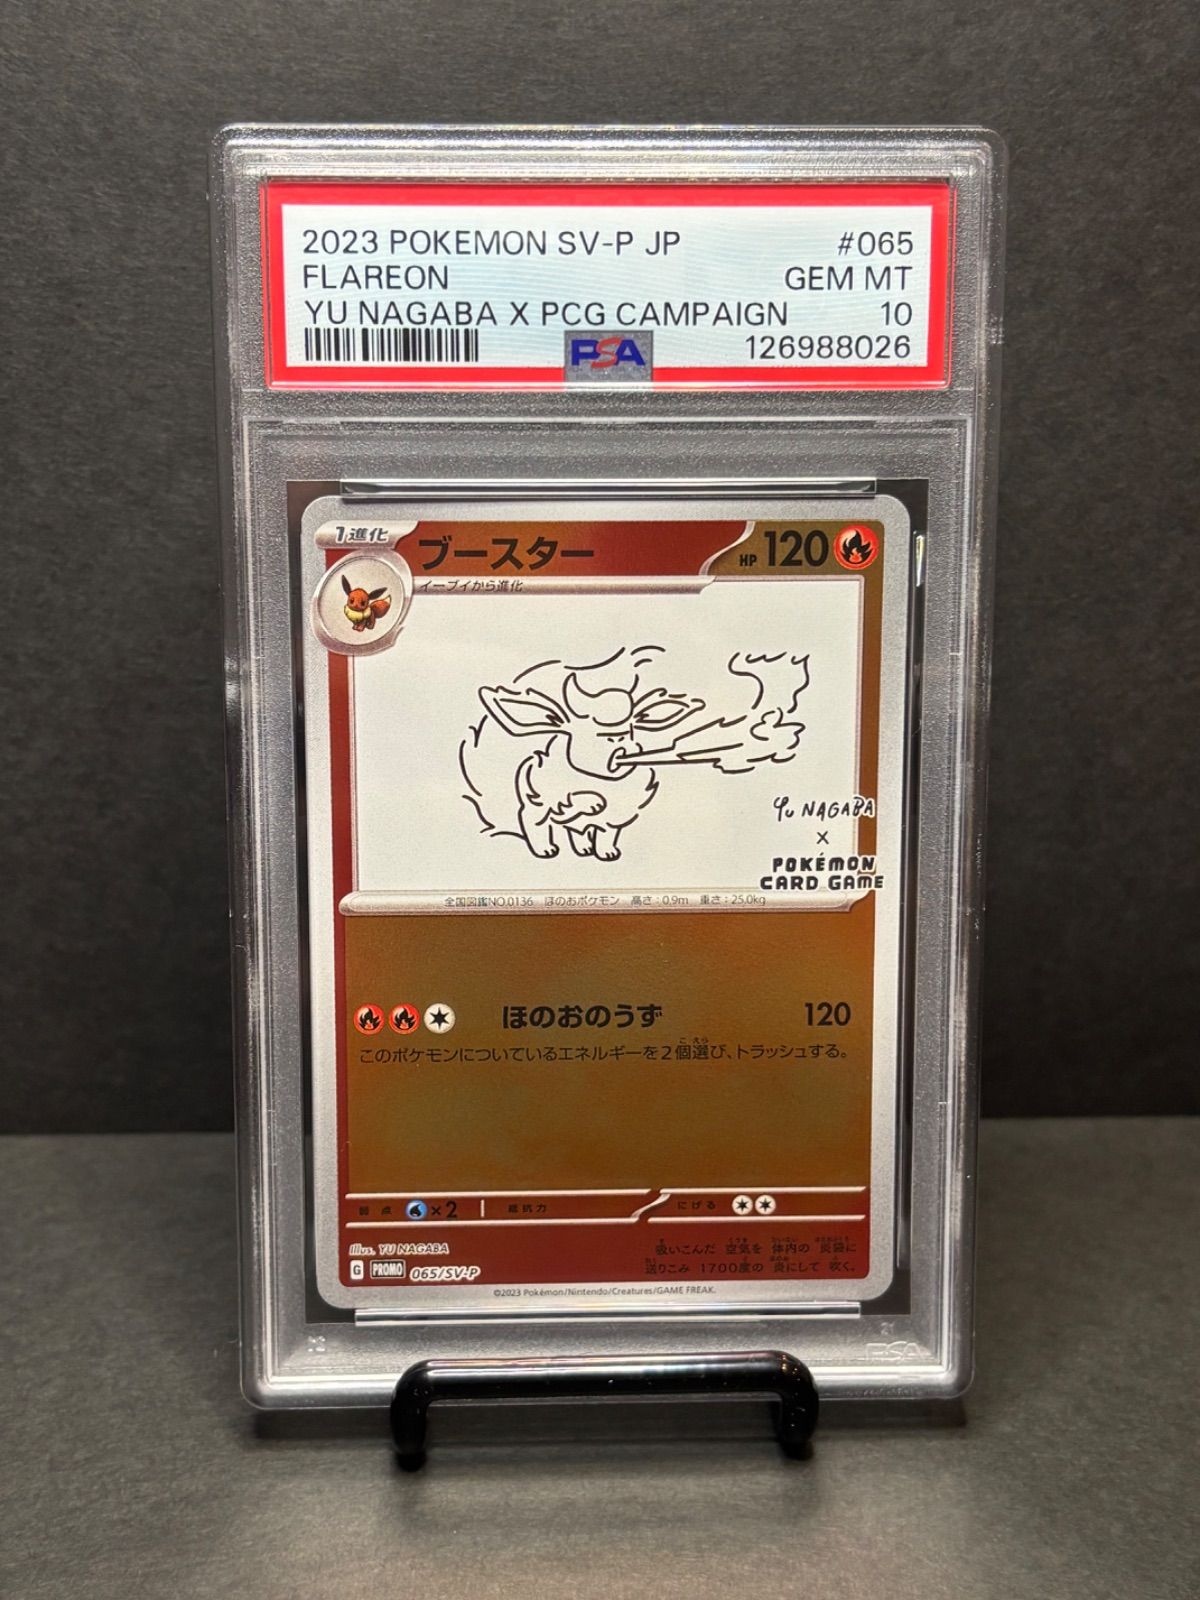 2023 POKEMON SV-P JP #065
FLAREON GEM MT
YU NAGABA X PCG CAMPAIGN 10
PSA 126988026
1進化 ブースター HP 120
イーブイから進化
YU NAGABA
X
POKÉMON
CARD GAME
全国図鑑NO.0136 ほのおポケモン 高さ:0.9m 重さ:25.0kg
ほのおのうず 120
このポケモンについているエネルギーを2個選び、トラッシュする。
弱点 ×2 抵抗力 にげる
Illus. YU NAGABA
吸いこんだ 空気を 体内の 炎袋に
送りこみ 1700度の 炎にして 吹く。
G PROMO 065/SV-P
©2023 Pokémon/Nintendo/Creatures/GAME FREAK.
PSA